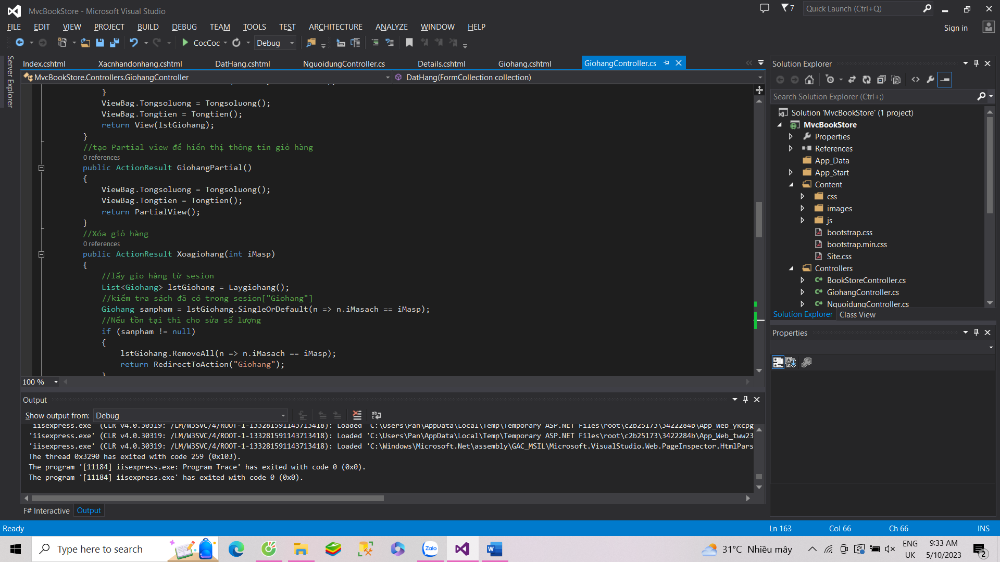 MvcBookStore - Microsoft Visual Studio
7
Quick Launch (Ctrl+Q)
FILE EDIT VIEW PROJECT BUILD DEBUG TEAM TOOLS TEST ARCHITECTURE ANALYZE WINDOW HELP
Sign in
CocCoc Debug
Server Explorer
Index.cshtml Xacnhandonhang.cshtml DatHang.cshtml NguoidungController.cs Details.cshtml Giohang.cshtml GiohangController.cs
MvcBookStore.Controllers.GiohangController DatHang(FormCollection collection)
}
ViewBag.Tongsoluong = Tongsoluong();
ViewBag.Tongtien = Tongtien();
return View(lstGiohang);
}
//tạo Partial view để hiển thị thông tin giỏ hàng
0 references
public ActionResult GiohangPartial()
{
ViewBag.Tongsoluong = Tongsoluong();
ViewBag.Tongtien = Tongtien();
return PartialView();
}
//Xóa giỏ hàng
0 references
public ActionResult Xoagiohang(int iMasp)
{
//lấy gio hàng từ sesion
List<Giohang> lstGiohang = Laygiohang();
//kiểm tra sách đã có trong sesion["Giohang"]
Giohang sanpham = lstGiohang.SingleOrDefault(n => n.iMasach == iMasp);
//Nếu tồn tại thì cho sửa số lượng
if (sanpham != null)
{
lstGiohang.RemoveAll(n => n.iMasach == iMasp);
return RedirectToAction("Giohang");
}
100 %
Output
Show output from: Debug
'iisexpress.exe' (CLR v4.0.30319: /LM/W3SVC/4/ROOT-1-133281591143713418): Loaded 'C:\Users\Pan\AppData\Local\Temp\Temporary ASP.NET Files\root\c2b25173\3422284b\App_Web_ykcpg
'iisexpress.exe' (CLR v4.0.30319: /LM/W3SVC/4/ROOT-1-133281591143713418): Loaded 'C:\Users\Pan\AppData\Local\Temp\Temporary ASP.NET Files\root\c2b25173\3422284b\App_Web_tww23
'iisexpress.exe' (CLR v4.0.30319: /LM/W3SVC/4/ROOT-1-133281591143713418): Loaded 'C:\Windows\Microsoft.Net\assembly\GAC_MSIL\Microsoft.VisualStudio.Web.PageInspector.HtmlPars
The thread 0x3290 has exited with code 259 (0x103).
The program '[11184] iisexpress.exe: Program Trace' has exited with code 0 (0x0).
The program '[11184] iisexpress.exe' has exited with code 0 (0x0).
F# Interactive Output
Solution Explorer
Search Solution Explorer (Ctrl+;)
Solution 'MvcBookStore' (1 project)
MvcBookStore
Properties
References
App_Data
App_Start
Content
css
images
js
bootstrap.css
bootstrap.min.css
Site.css
Controllers
BookStoreController.cs
GiohangController.cs
NguoidungController.cs
Solution Explorer Class View
Properties
Ready Ln 163 Col 66 Ch 66 INS
Type here to search
Zalo
31°C Nhiều mây
ENG
UK
9:33 AM
5/10/2023
2